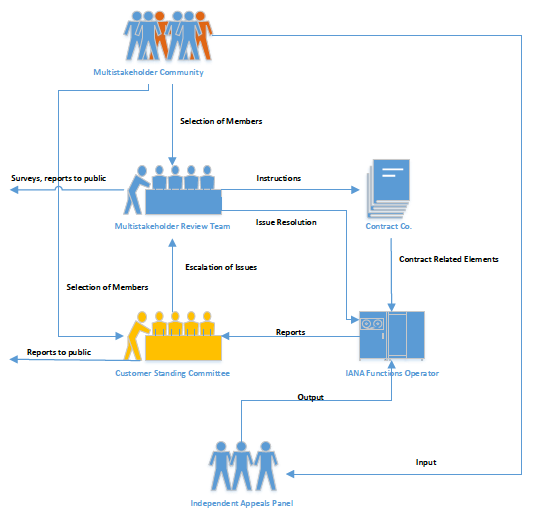 Multistakeholder Community
Selection of Members
Surveys, reports to public
Instructions
Multistakeholder Review Team
Issue Resolution
Contract Co.
Contract Related Elements
Escalation of Issues
Selection of Members
Reports
Reports to public
Customer Standing Committee
IANA Functions Operator
Output
Input
Independent Appeals Panel